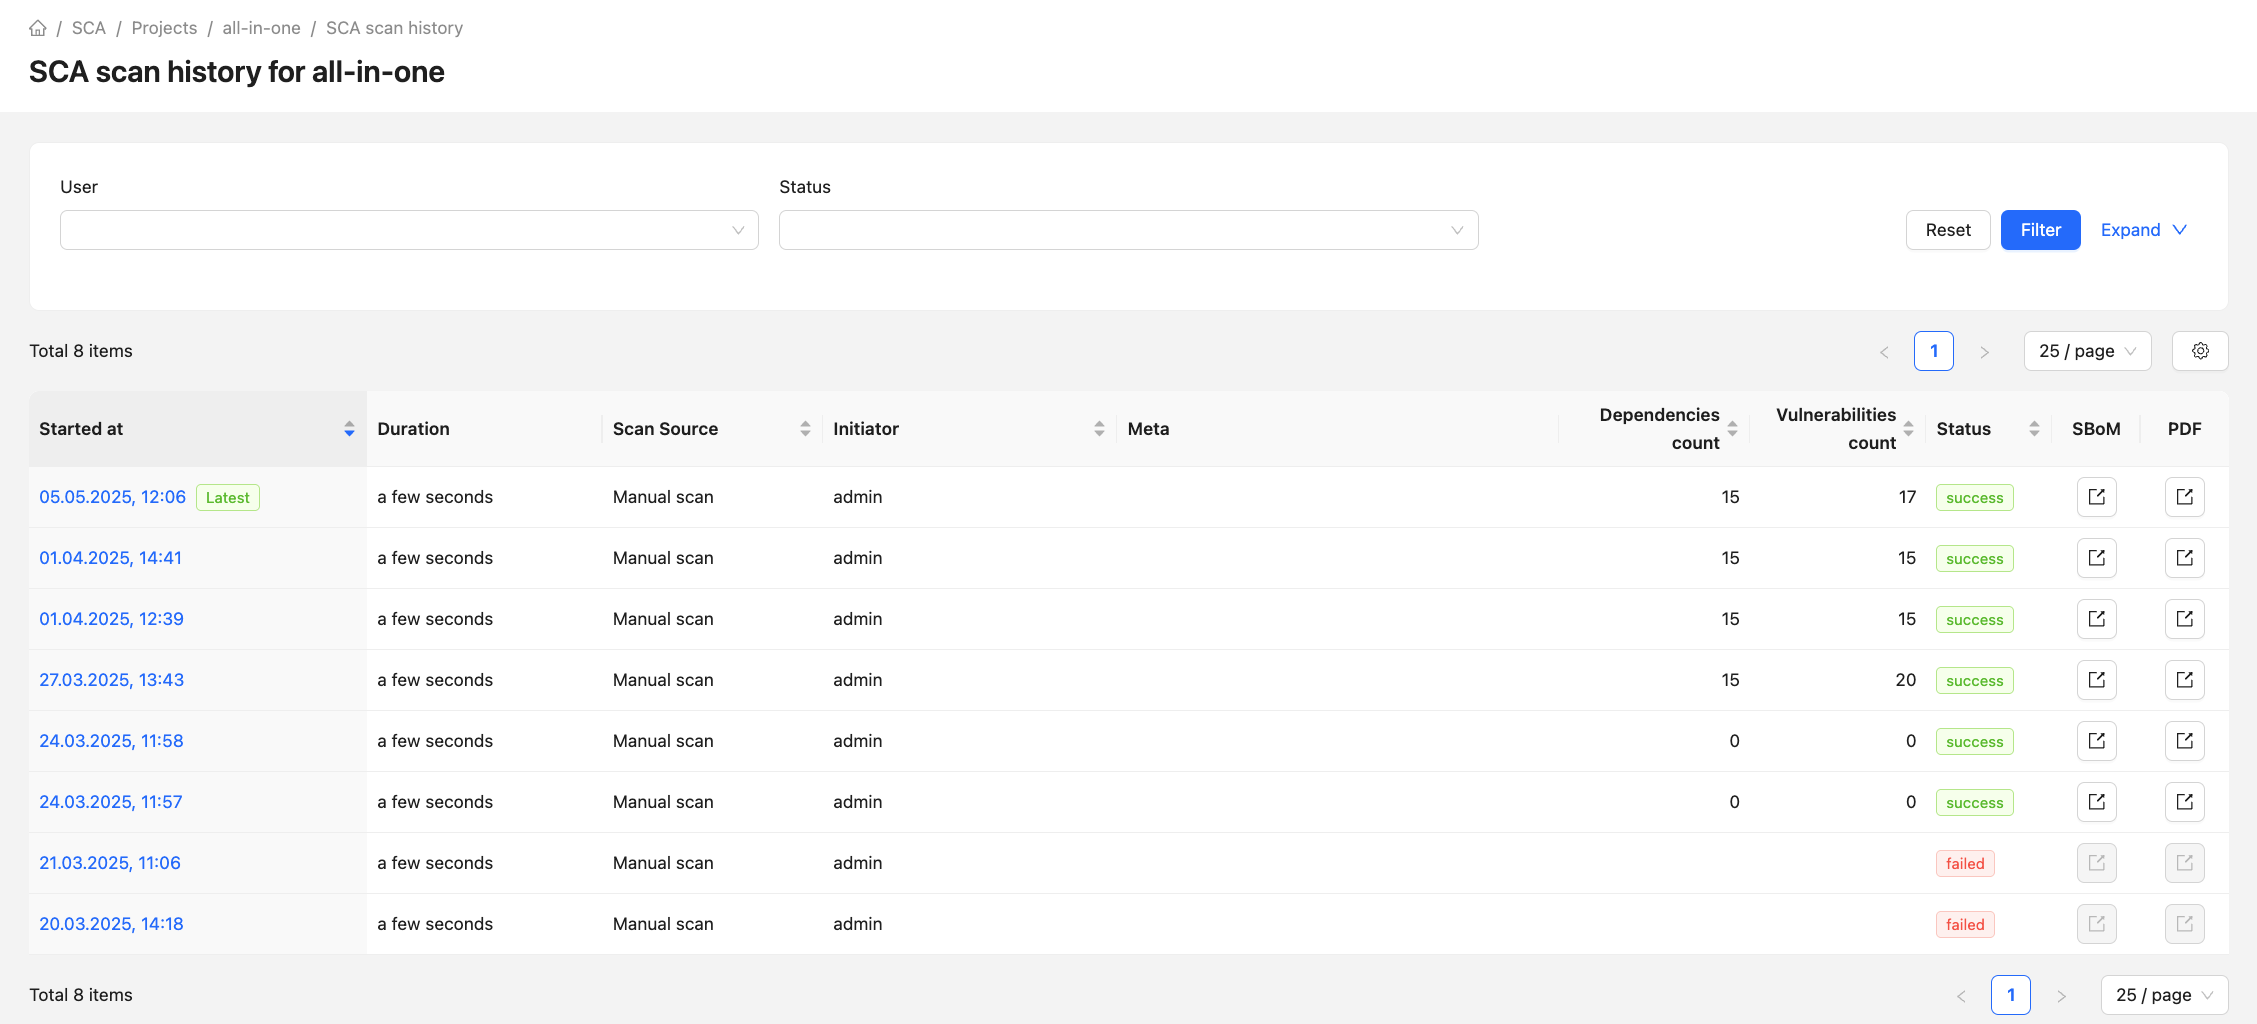 / SCA / Projects / all-in-one / SCA scan history
SCA scan history for all-in-one
User
Status
Reset
Filter
Expand
Total 8 items
1
25 / page
Started at
Duration
Scan Source
Initiator
Meta
Dependencies
count
Vulnerabilities
count
Status
SBoM
PDF
05.05.2025, 12:06 Latest a few seconds Manual scan admin 15 17 success
01.04.2025, 14:41 a few seconds Manual scan admin 15 15 success
01.04.2025, 12:39 a few seconds Manual scan admin 15 15 success
27.03.2025, 13:43 a few seconds Manual scan admin 15 20 success
24.03.2025, 11:58 a few seconds Manual scan admin 0 0 success
24.03.2025, 11:57 a few seconds Manual scan admin 0 0 success
21.03.2025, 11:06 a few seconds Manual scan admin failed
20.03.2025, 14:18 a few seconds Manual scan admin failed
Total 8 items
1
25 / page